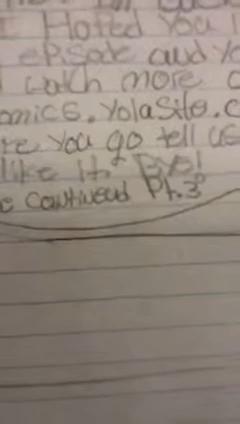 I Hoped You l
episode and Yo
watch more c
omics.YolaSite.c
re You go tell us
like It. Bye!
e Continued Pt.3